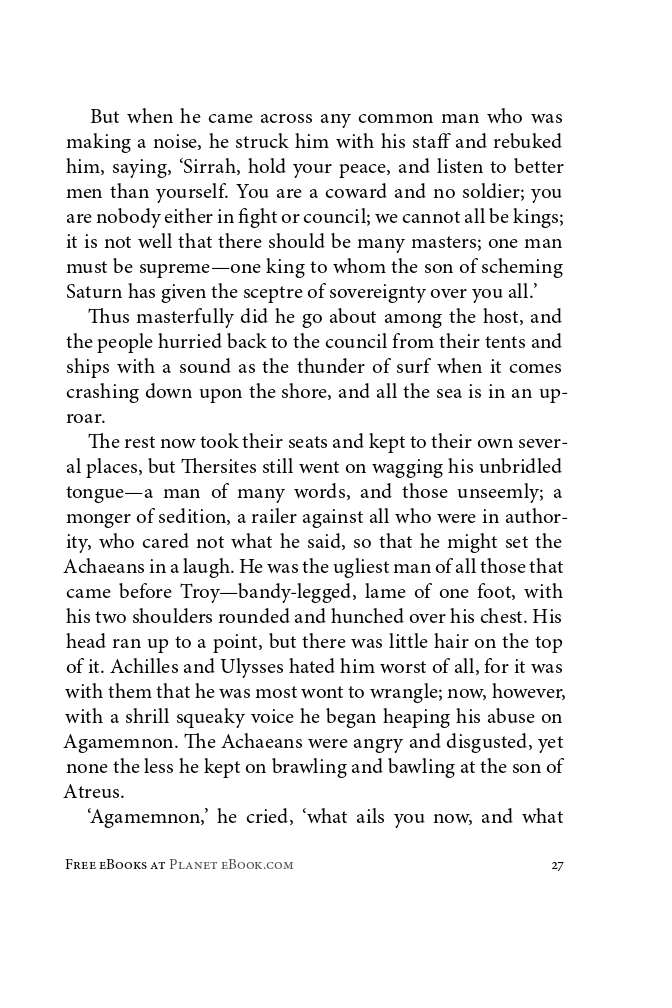 But when he came across any common man who was
making a noise, he struck him with his staff and rebuked
him, saying, ‘Sirrah, hold your peace, and listen to better
men than yourself. You are a coward and no soldier; you
are nobody either in fight or council; we cannot all be kings;
it is not well that there should be many masters; one man
must be supreme—one king to whom the son of scheming
Saturn has given the sceptre of sovereignty over you all.’
Thus masterfully did he go about among the host, and
the people hurried back to the council from their tents and
ships with a sound as the thunder of surf when it comes
crashing down upon the shore, and all the sea is in an up-
roar.
The rest now took their seats and kept to their own sever-
al places, but Thersites still went on wagging his unbridled
tongue—a man of many words, and those unseemly; a
monger of sedition, a railer against all who were in author-
ity, who cared not what he said, so that he might set the
Achaeans in a laugh. He was the ugliest man of all those that
came before Troy—bandy-legged, lame of one foot, with
his two shoulders rounded and hunched over his chest. His
head ran up to a point, but there was little hair on the top
of it. Achilles and Ulysses hated him worst of all, for it was
with them that he was most wont to wrangle; now, however,
with a shrill squeaky voice he began heaping his abuse on
Agamemnon. The Achaeans were angry and disgusted, yet
none the less he kept on brawling and bawling at the son of
Atreus.
‘Agamemnon,’ he cried, ‘what ails you now, and what
Free eBooks at Planet eBook.com 27